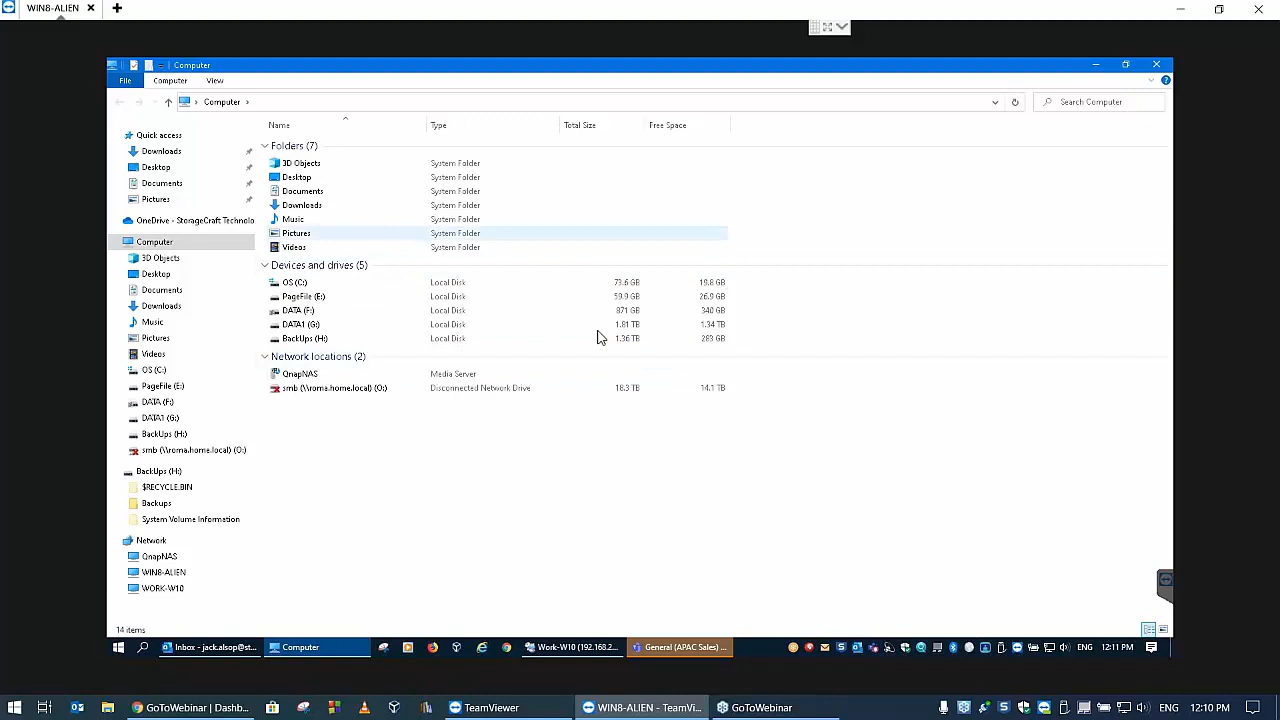 WIN8-ALIEN
Computer
File Computer View
Computer
Search Computer
Name Type Total Size Free Space
Quick access
Downloads
Desktop
Documents
Pictures
OneDrive - StorageCraft Technolo
Computer
3D Objects
Desktop
Documents
Downloads
Music
Pictures
Videos
OS (C:)
PageFile (E:)
DATA (F:)
DATA1 (G:)
BackUps (H:)
smb (\\roma.home.local) (O:)
BackUps (H:)
$RECYCLE.BIN
Backups
System Volume Information
Network
QnapNAS
WIN8-ALIEN
WORK-W10
Folders (7)
3D Objects System Folder
Desktop System Folder
Documents System Folder
Downloads System Folder
Music System Folder
Pictures System Folder
Videos System Folder
Devices and drives (5)
OS (C:) Local Disk 73.6 GB 19.8 GB
PageFile (E:) Local Disk 59.9 GB 26.9 GB
DATA (F:) Local Disk 871 GB 340 GB
DATA1 (G:) Local Disk 1.81 TB 1.34 TB
BackUps (H:) Local Disk 1.36 TB 283 GB
Network locations (2)
QnapNAS Media Server
smb (\\roma.home.local) (O:) Disconnected Network Drive 18.3 TB 14.1 TB
14 items
Inbox - jack.alsop@st... Computer Work-W10 (192.168.2... General (APAC Sales) ... ENG 12:11 PM
GoToWebinar | Dashb... TeamViewer WIN8-ALIEN - TeamVi... GoToWebinar ENG 12:10 PM